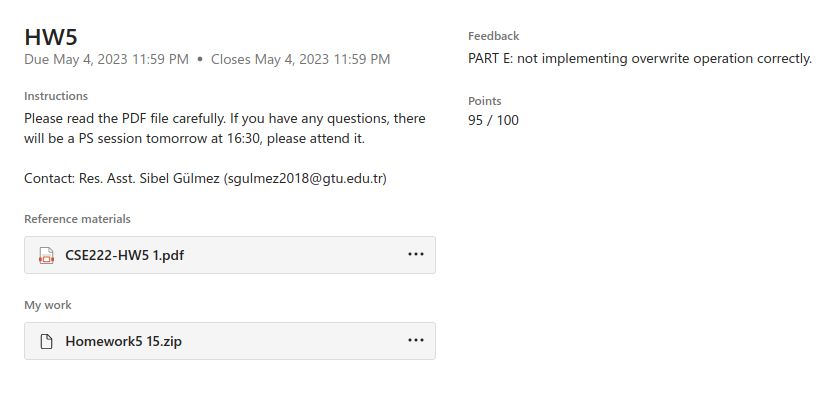 HW5
Due May 4, 2023 11:59 PM • Closes May 4, 2023 11:59 PM
Instructions
Please read the PDF file carefully. If you have any questions, there
will be a PS session tomorrow at 16:30, please attend it.
Contact: Res. Asst. Sibel Gülmez (sgulmez2018@gtu.edu.tr)
Reference materials
CSE222-HW5 1.pdf
My work
Homework5 15.zip
Feedback
PART E: not implementing overwrite operation correctly.
Points
95 / 100